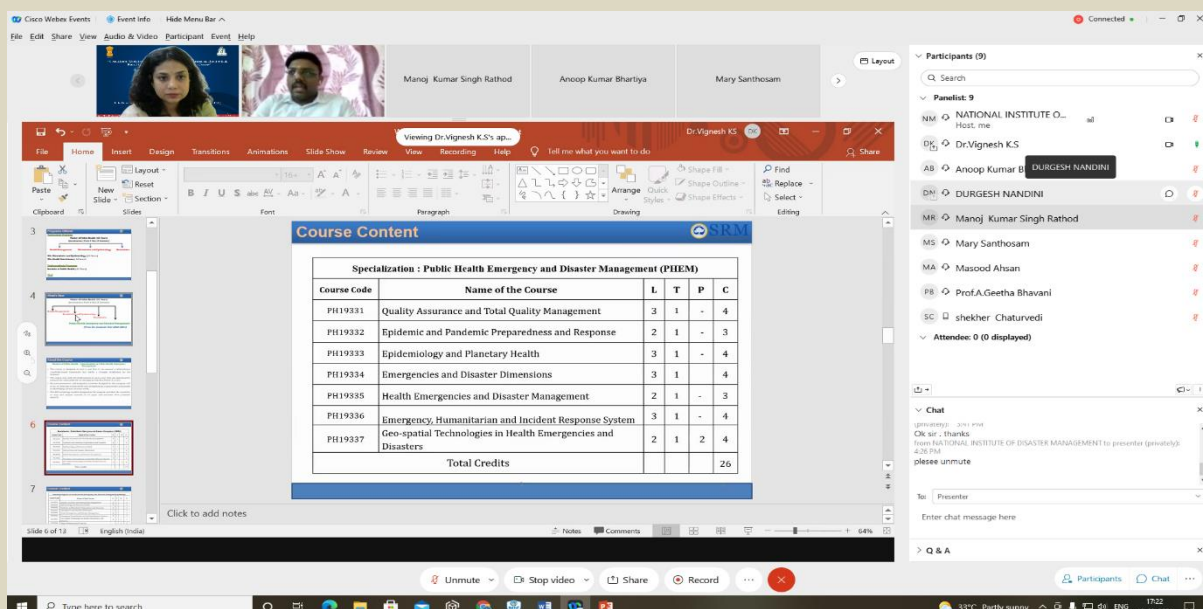 Cisco Webex Events Event Info Hide Menu Bar
Connected
File Edit Share View Audio & Video Participant Event Help
Layout
Manoj Kumar Singh Rathod
Anoop Kumar Bhartiya
Mary Santhosam
Viewing Dr.Vignesh K.S's ap...
Dr.Vignesh KS
File Home Insert Design Transitions Animations Slide Show Review View Recording Help Tell me what you want to do
Share
Paste
New
Slide
Layout
Reset
Section
Arrange
Quick
Styles
Shape Fill
Shape Outline
Shape Effects
Find
Replace
Select
Clipboard Slides Font Paragraph Drawing Editing
3
4
6
7
Course Content
SRM
Specialization : Public Health Emergency and Disaster Management (PHEM)
Course Code Name of the Course L T P C
PH19331 Quality Assurance and Total Quality Management 3 1 - 4
PH19332 Epidemic and Pandemic Preparedness and Response 2 1 - 3
PH19333 Epidemiology and Planetary Health 3 1 - 4
PH19334 Emergencies and Disaster Dimensions 3 1 4
PH19335 Health Emergencies and Disaster Management 2 1 - 3
PH19336 Emergency, Humanitarian and Incident Response System 3 1 - 4
PH19337 Geo-spatial Technologies in Health Emergencies and
Disasters 2 1 2 4
Total Credits 26
Click to add notes
Slide 6 of 13 English (India)
Notes Comments 64%
Unmute Stop video Share Record
Participants (9)
Search
Panelist: 9
NM NATIONAL INSTITUTE O...
Host, me
DK Dr.Vignesh K.S
AB Anoop Kumar B
DURGESH NANDINI
DN DURGESH NANDINI
MR Manoj Kumar Singh Rathod
MS Mary Santhosam
MA Masood Ahsan
PB Prof.A.Geetha Bhavani
SC shekher Chaturvedi
Attendee: 0 (0 displayed)
Chat
Ok sir , thanks
from NATIONAL INSTITUTE OF DISASTER MANAGEMENT to presenter (privately):
4:26 PM
plesee unmute
To: Presenter
Enter chat message here
Q & A
Participants Chat
Type here to search
33°C Partly sunny ENG 17:22